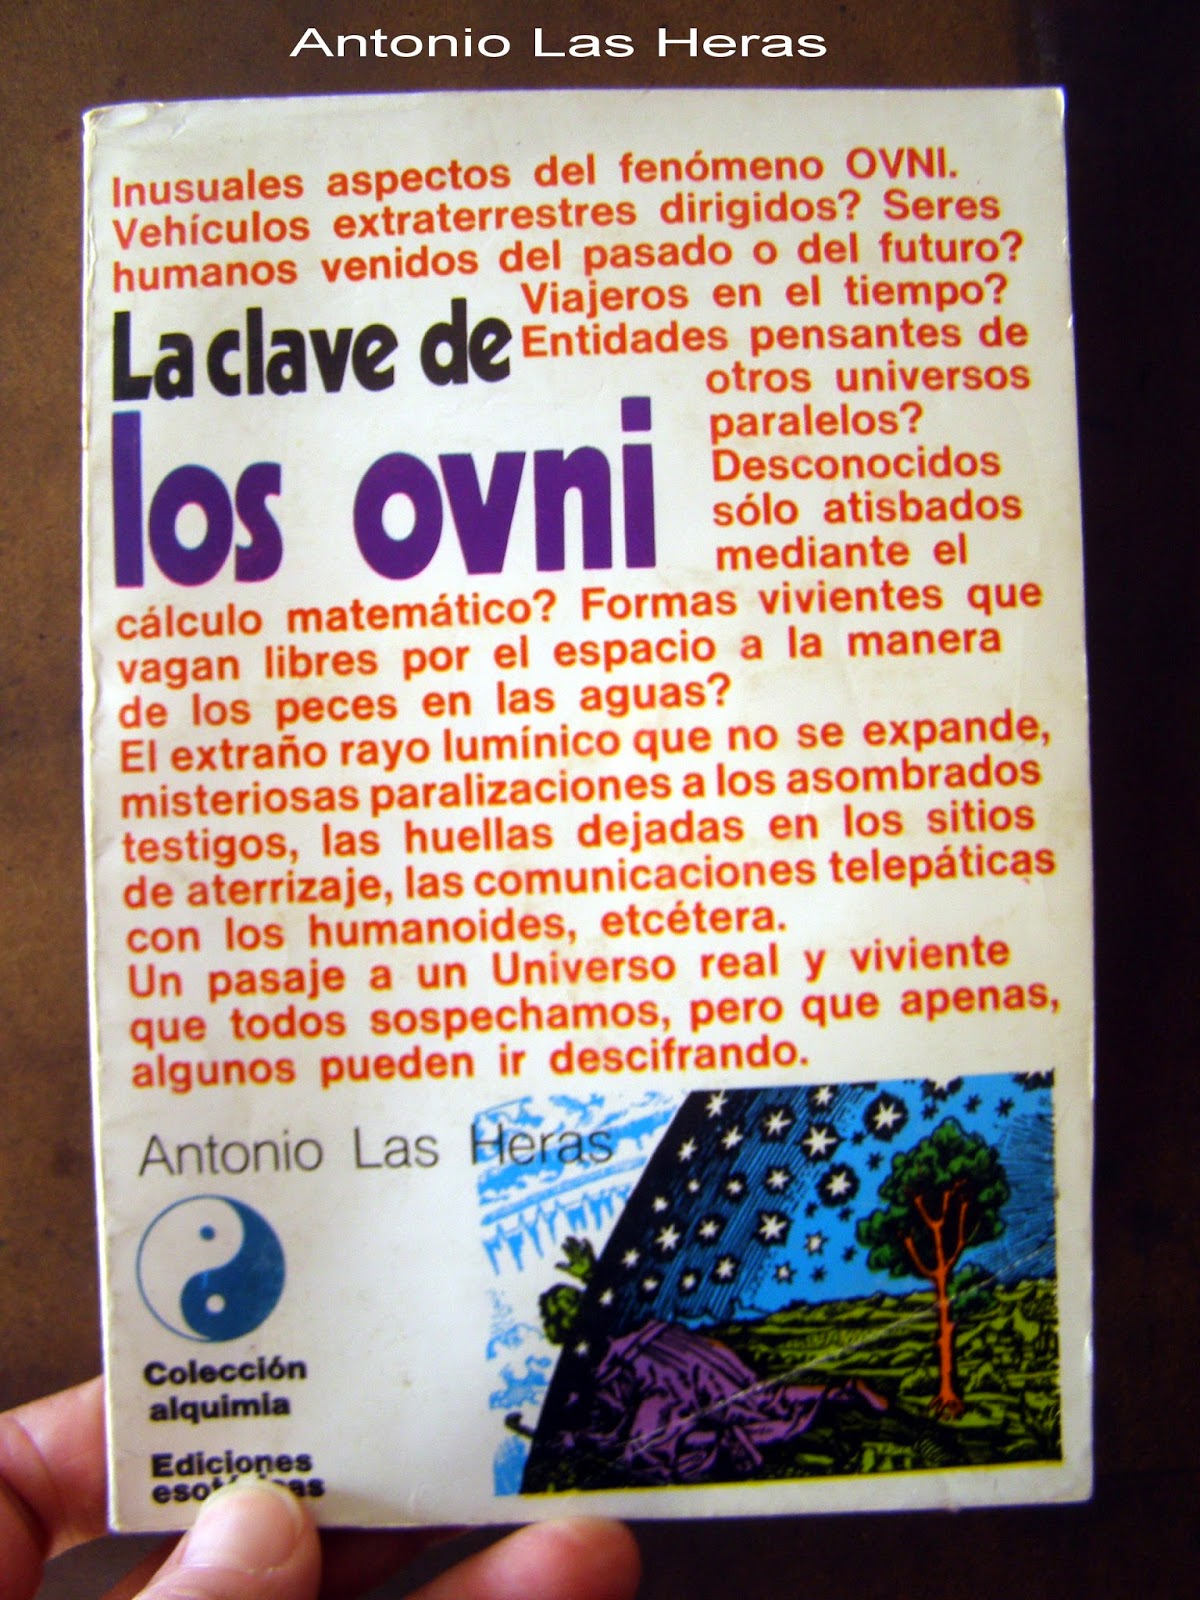 Antonio Las Heras
Inusuales aspectos del fenómeno OVNI.
Vehículos extraterrestres dirigidos? Seres
humanos venidos del pasado o del futuro?
Viajeros en el tiempo?
Entidades pensantes de
otros universos
paralelos?
Desconocidos
sólo atisbados
mediante el
La clave de
los ovni
cálculo matemático? Formas vivientes que
vagan libres por el espacio a la manera
de los peces en las aguas?
El extraño rayo lumínico que no se expande,
misteriosas paralizaciones a los asombrados
testigos, las huellas dejadas en los sitios
de aterrizaje, las comunicaciones telepáticas
con los humanoides, etcétera.
Un pasaje a un Universo real y viviente
que todos sospechamos, pero que apenas,
algunos pueden ir descifrando.
Antonio Las Heras
Colección
alquimia
Ediciones
esotéricas